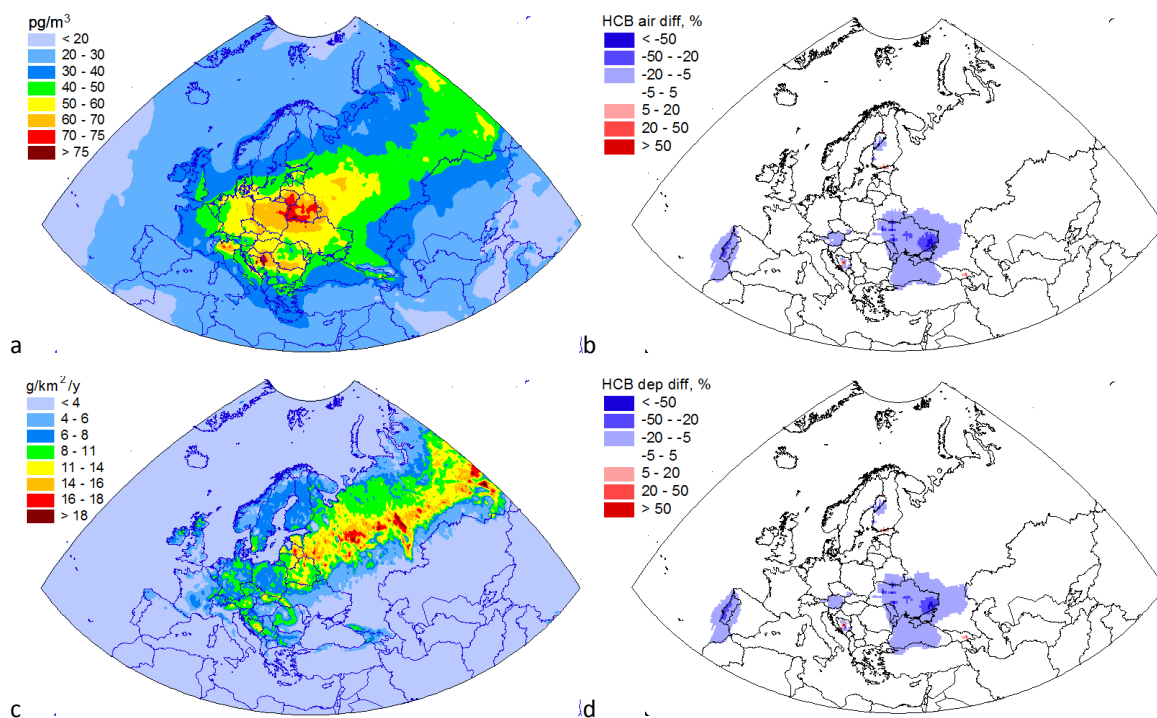 pg/m³
< 20
20 - 30
30 - 40
40 - 50
50 - 60
60 - 70
70 - 75
> 75
a
HCB air diff, %
< -50
-50 - -20
-20 - -5
-5 - 5
5 - 20
20 - 50
> 50
b
g/km²/y
< 4
4 - 6
6 - 8
8 - 11
11 - 14
14 - 16
16 - 18
> 18
c
HCB dep diff, %
< -50
-50 - -20
-20 - -5
-5 - 5
5 - 20
20 - 50
> 50
d